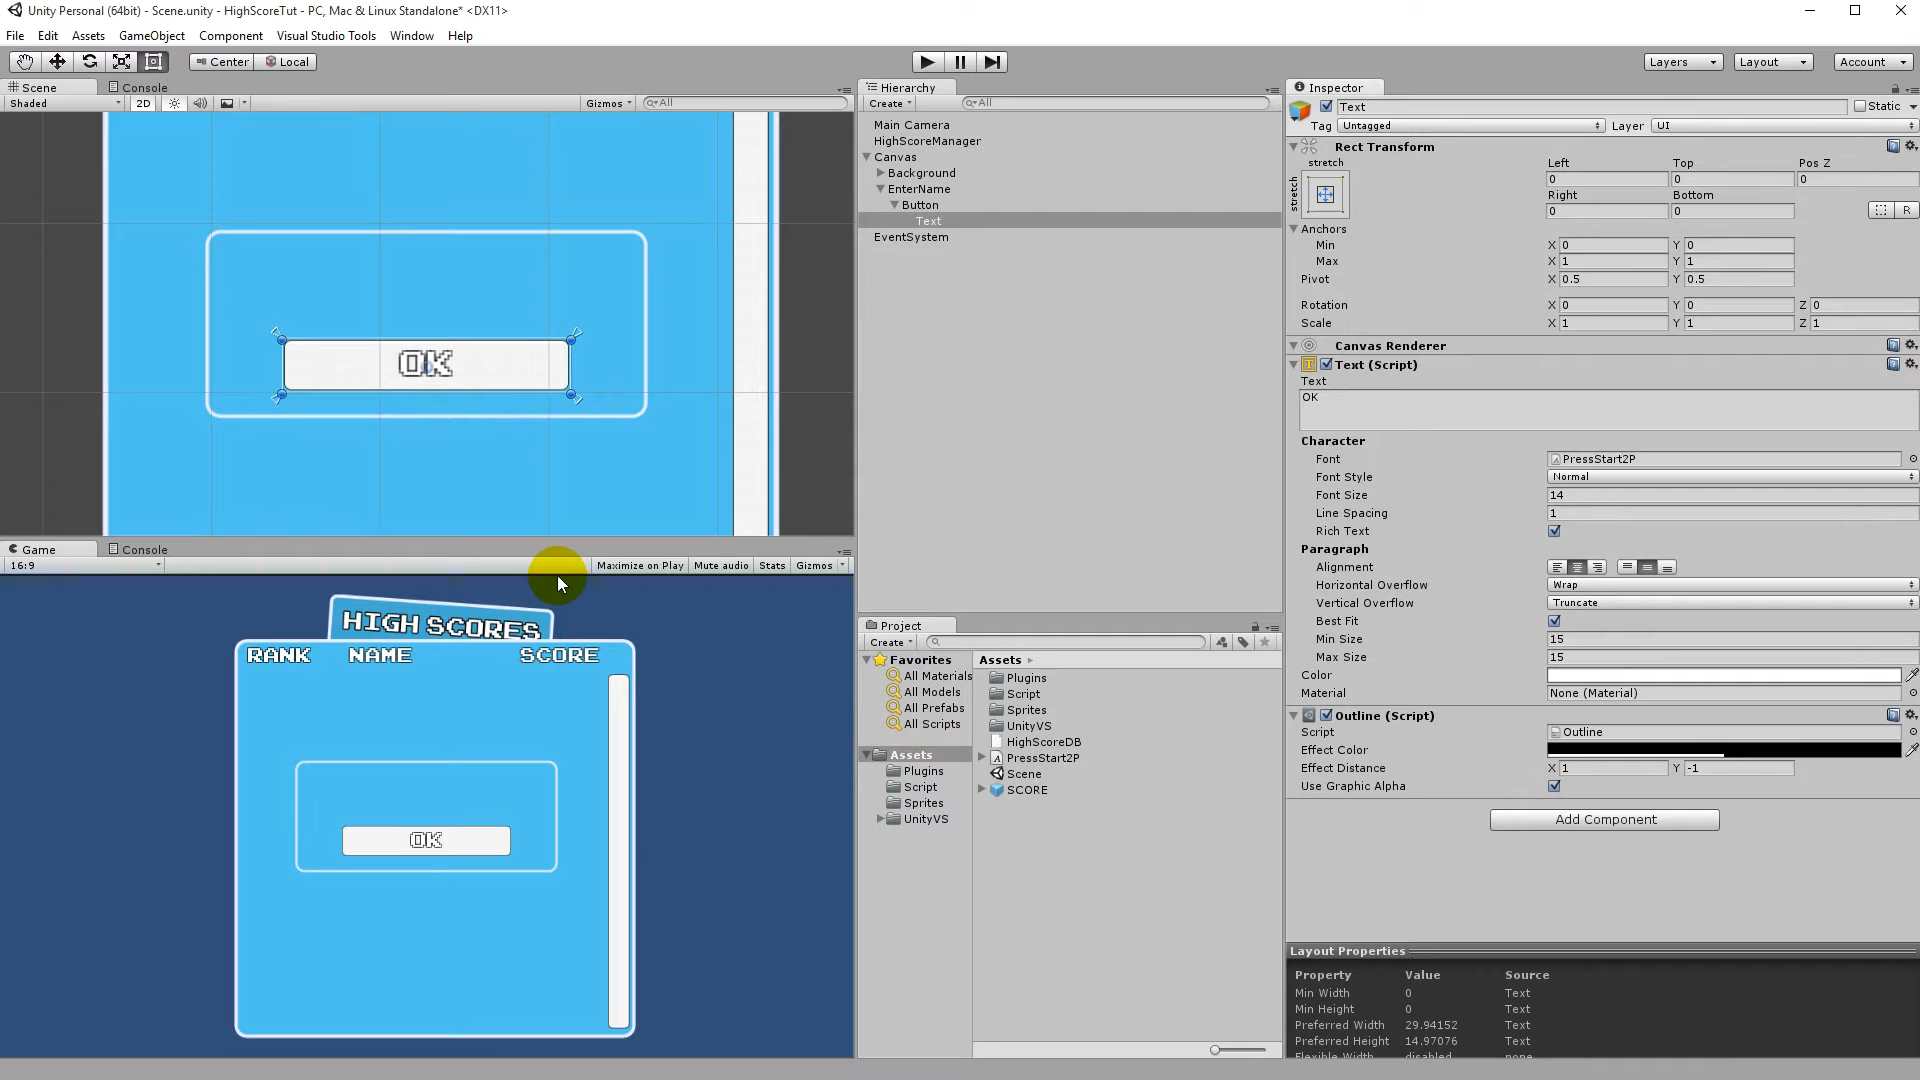 Unity Personal (64bit) - Scene.unity - HighScoreTut - PC, Mac & Linux Standalone* <DX11>
File Edit Assets GameObject Component Visual Studio Tools Window Help
Center Local Layers Layout Account
Scene Console
Shaded 2D Gizmos All
OK
Game Console
16:9 Maximize on Play Mute audio Stats Gizmos
HIGH SCORES
RANK NAME SCORE
OK
Hierarchy
Create All
Main Camera
HighScoreManager
Canvas
Background
EnterName
Button
Text
EventSystem
Project
Create
Favorites
All Materials
All Models
All Prefabs
All Scripts
Assets
Plugins
Script
Sprites
UnityVS
Assets
Plugins
Script
Sprites
UnityVS
HighScoreDB
PressStart2P
Scene
SCORE
Inspector
Text Static
Tag Untagged Layer UI
Rect Transform
stretch Left Top Pos Z
stretch 0 0 0
Right Bottom
0 0 R
Anchors
Min X 0 Y 0
Max X 1 Y 1
Pivot X 0.5 Y 0.5
Rotation X 0 Y 0 Z 0
Scale X 1 Y 1 Z 1
Canvas Renderer
Text (Script)
Text
OK
Character
Font PressStart2P
Font Style Normal
Font Size 14
Line Spacing 1
Rich Text
Paragraph
Alignment
Horizontal Overflow Wrap
Vertical Overflow Truncate
Best Fit
Min Size 15
Max Size 15
Color
Material None (Material)
Outline (Script)
Script Outline
Effect Color
Effect Distance X 1 Y -1
Use Graphic Alpha
Add Component
Layout Properties
Property Value Source
Min Width 0 Text
Min Height 0 Text
Preferred Width 29.94152 Text
Preferred Height 14.97076 Text
Flexible Width disabled none